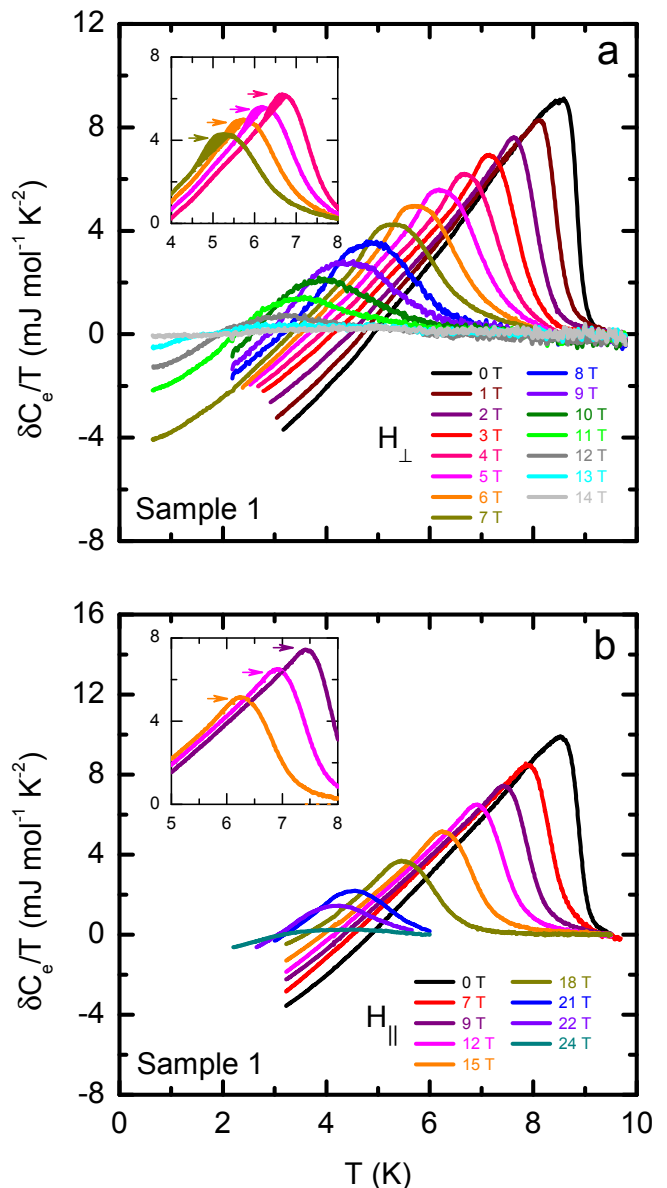 12
8
4
0
-4
-8
δCₑ/T (mJ mol⁻¹ K⁻²)
a
8
4
0
4 5 6 7 8
H⊥
0 T 8 T
1 T 9 T
2 T 10 T
3 T 11 T
4 T 12 T
5 T 13 T
6 T 14 T
7 T
Sample 1
16
12
8
4
0
-4
-8
δCₑ/T (mJ mol⁻¹ K⁻²)
b
8
4
0
5 6 7 8
H||
0 T 18 T
7 T 21 T
9 T 22 T
12 T 24 T
15 T
Sample 1
0 2 4 6 8 10
T (K)